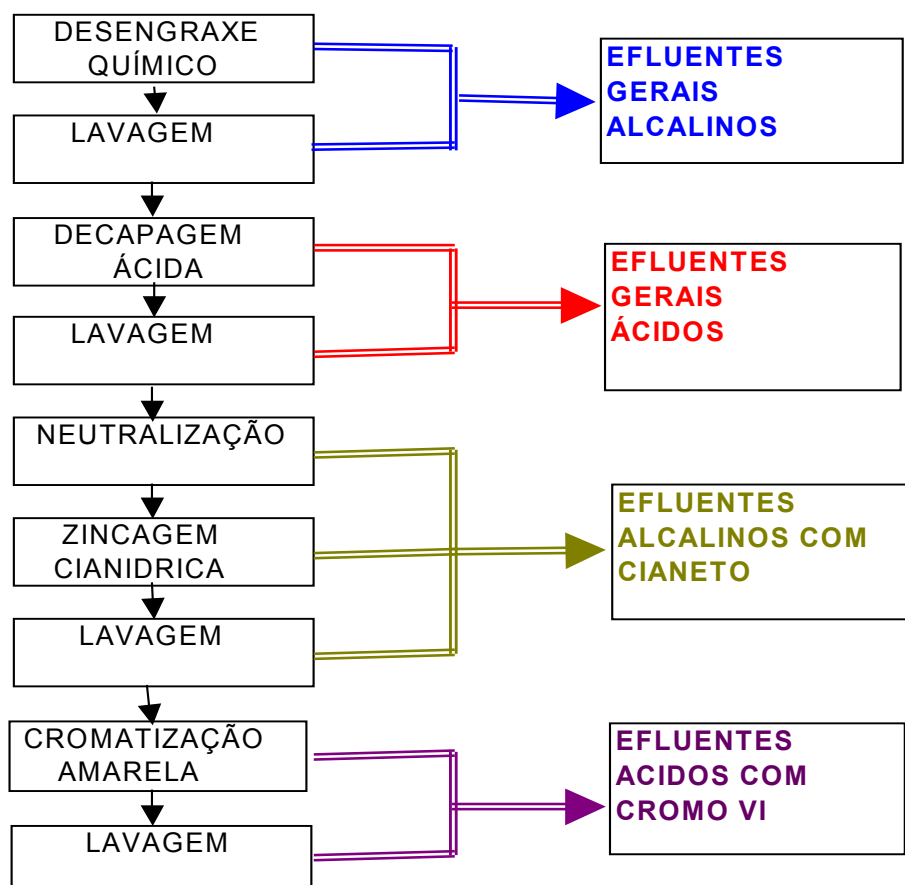 DESENGRAXE
QUÍMICO
LAVAGEM
DECAPAGEM
ÁCIDA
LAVAGEM
NEUTRALIZAÇÃO
ZINCAGEM
CIANIDRICA
LAVAGEM
CROMATIZAÇÃO
AMARELA
LAVAGEM
EFLUENTES
GERAIS
ALCALINOS
EFLUENTES
GERAIS
ÁCIDOS
EFLUENTES
ALCALINOS COM
CIANETO
EFLUENTES
ACIDOS COM
CROMO VI